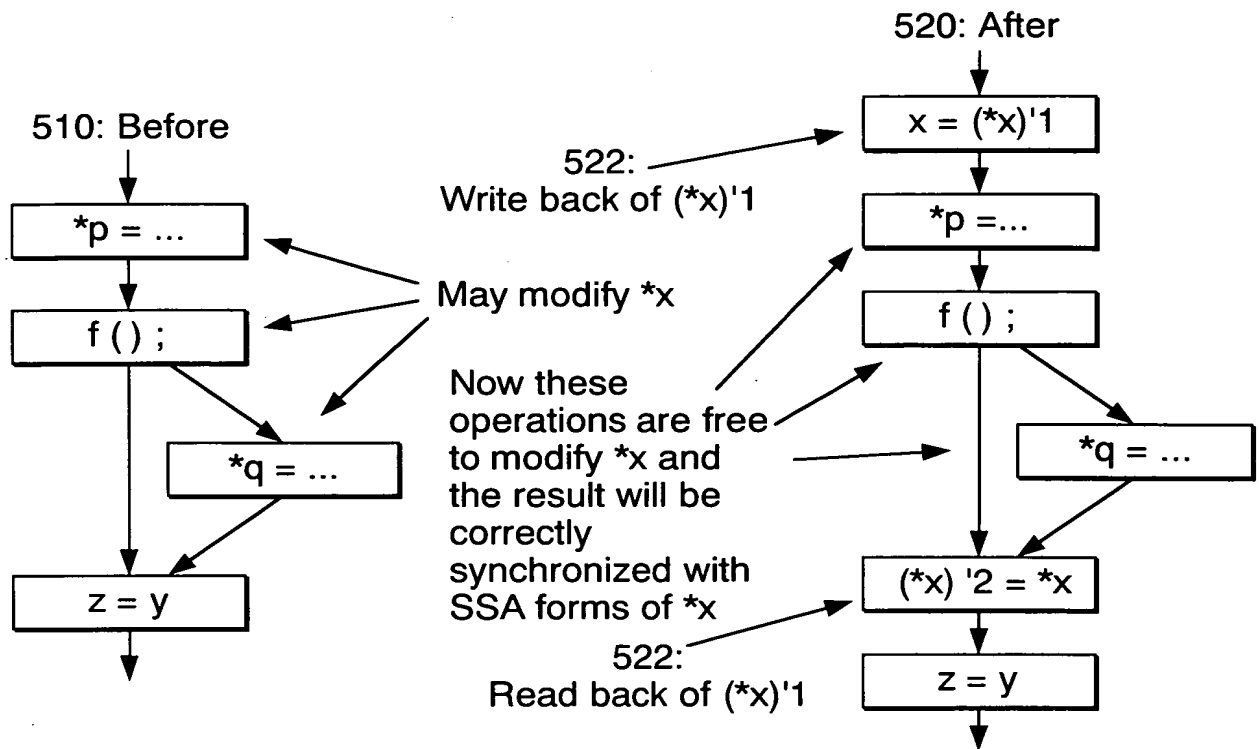 510: Before
*p = ...
f ( ) ;
*q = ...
z = y
May modify *x
520: After
x = (*x)'1
522:
Write back of (*x)'1
*p =...
f ( ) ;
Now these
operations are free
to modify *x and
the result will be
correctly
synchronized with
SSA forms of *x
*q = ...
(*x) '2 = *x
522:
Read back of (*x)'1
z = y